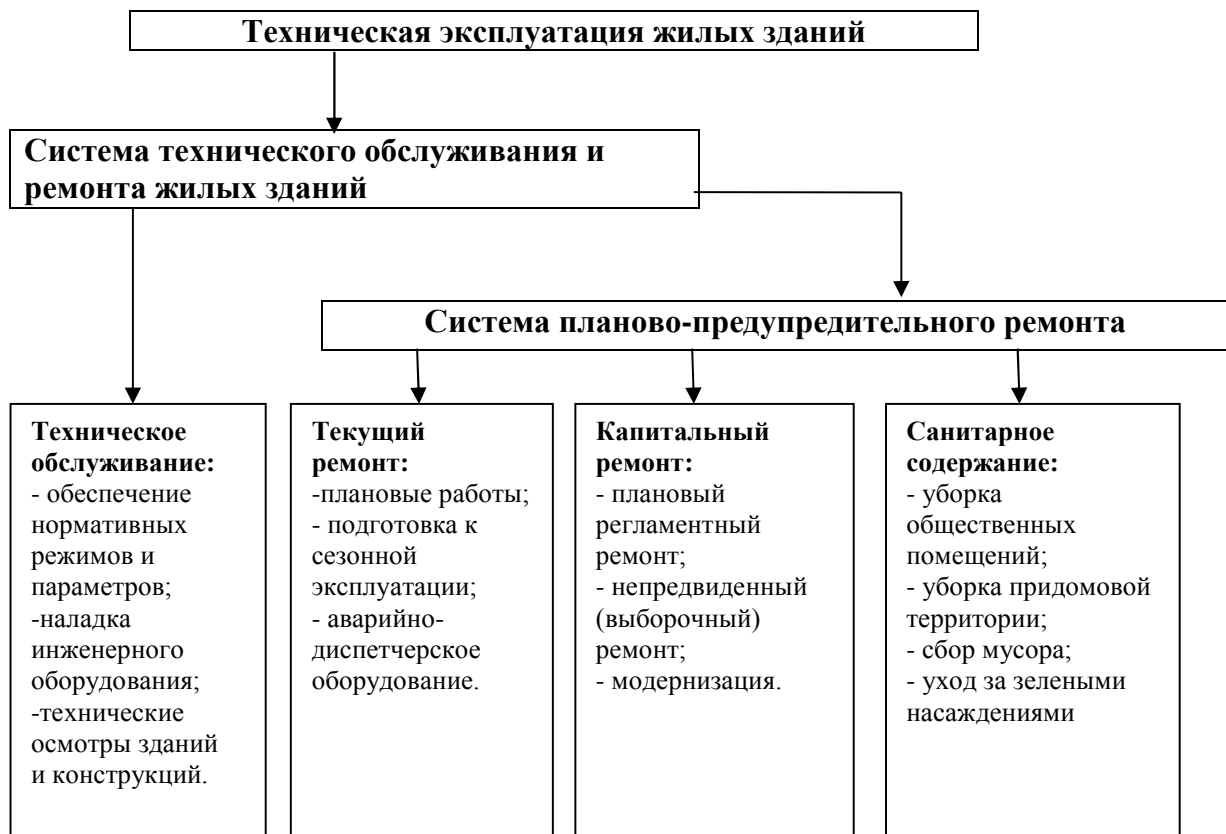 Техническая эксплуатация жилых зданий
Система технического обслуживания и
ремонта жилых зданий
Система планово-предупредительного ремонта
Техническое
обслуживание:
- обеспечение
нормативных
режимов и
параметров;
-наладка
инженерного
оборудования;
-технические
осмотры зданий
и конструкций.
Текущий
ремонт:
-плановые работы;
- подготовка к
сезонной
эксплуатации;
- аварийно-
диспетчерское
оборудование.
Капитальный
ремонт:
- плановый
регламентный
ремонт;
- непредвиденный
(выборочный)
ремонт;
- модернизация.
Санитарное
содержание:
- уборка
общественных
помещений;
- уборка придомовой
территории;
- сбор мусора;
- уход за зелеными
насаждениями